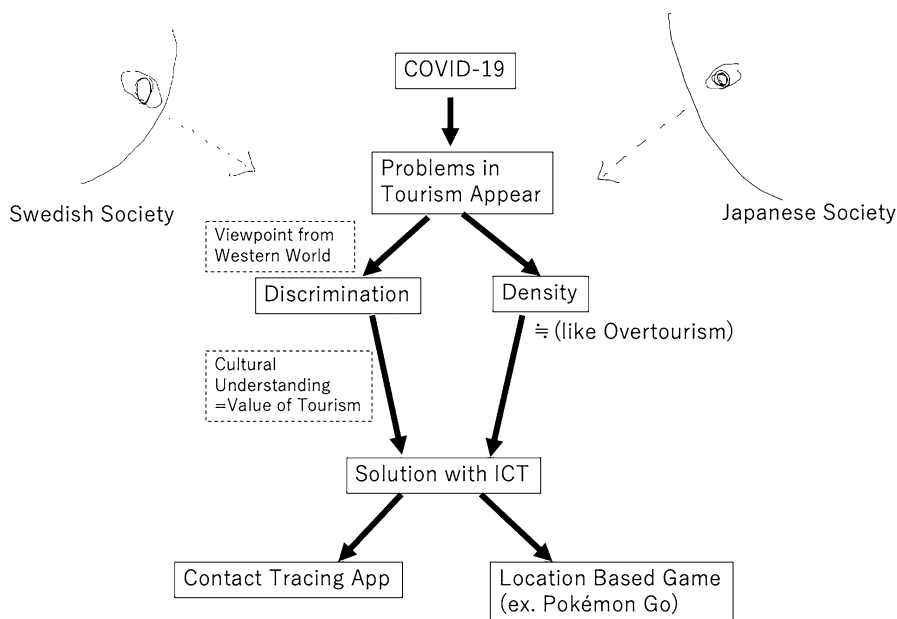 COVID-19
Problems in
Tourism Appear
Swedish Society
Japanese Society
Viewpoint from
Western World
Discrimination
Density
≒ (like Overtourism)
Cultural
Understanding
=Value of Tourism
Solution with ICT
Contact Tracing App
Location Based Game
(ex. Pokémon Go)